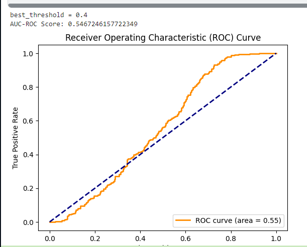 best_threshold = 0.4
AUC-ROC Score: 0.5467246157722349
Receiver Operating Characteristic (ROC) Curve
1.0
0.8
0.6
0.4
0.2
0.0
True Positive Rate
ROC curve (area = 0.55)
0.0 0.2 0.4 0.6 0.8 1.0